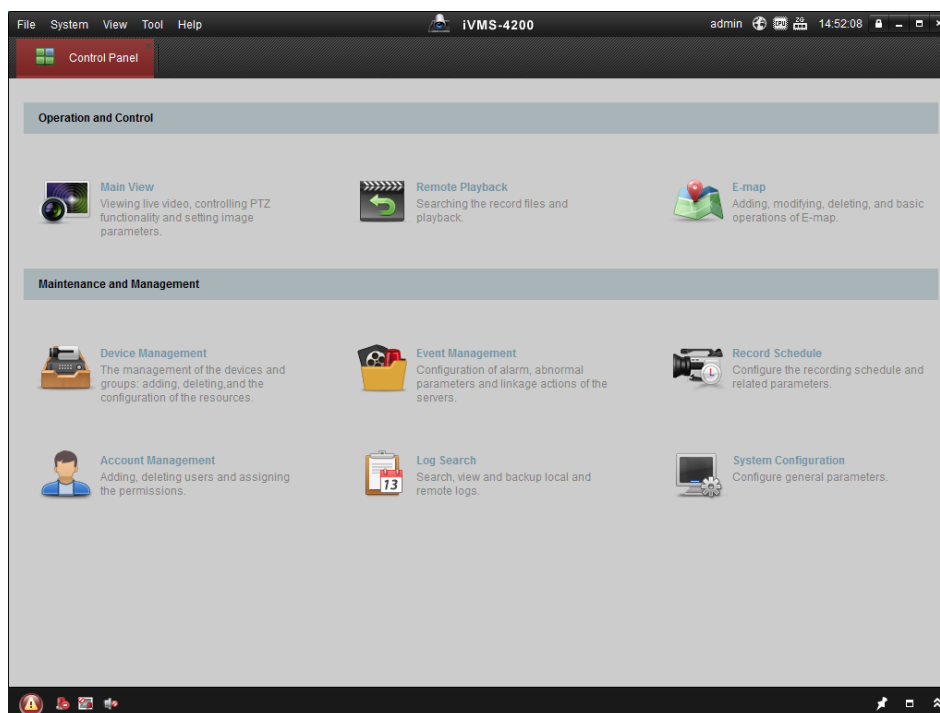 File System View Tool Help iVMS-4200 admin CPU 2G 14:52:08
Control Panel
Operation and Control
Main View
Viewing live video, controlling PTZ
functionality and setting image
parameters.
Remote Playback
Searching the record files and
playback.
E-map
Adding, modifying, deleting, and basic
operations of E-map.
Maintenance and Management
Device Management
The management of the devices and
groups: adding, deleting,and the
configuration of the resources.
Event Management
Configuration of alarm, abnormal
parameters and linkage actions of the
servers.
Record Schedule
Configure the recording schedule and
related parameters.
Account Management
Adding, deleting users and assigning
the permissions.
13
Log Search
Search, view and backup local and
remote logs.
System Configuration
Configure general parameters.